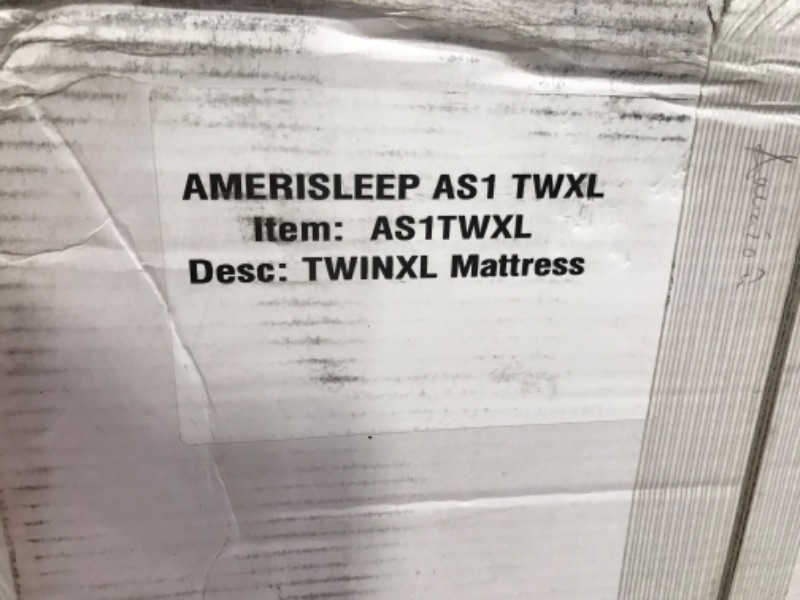 AMERISLEEP AS1 TWXL
Item: AS1TWXL
Desc: TWINXL Mattress